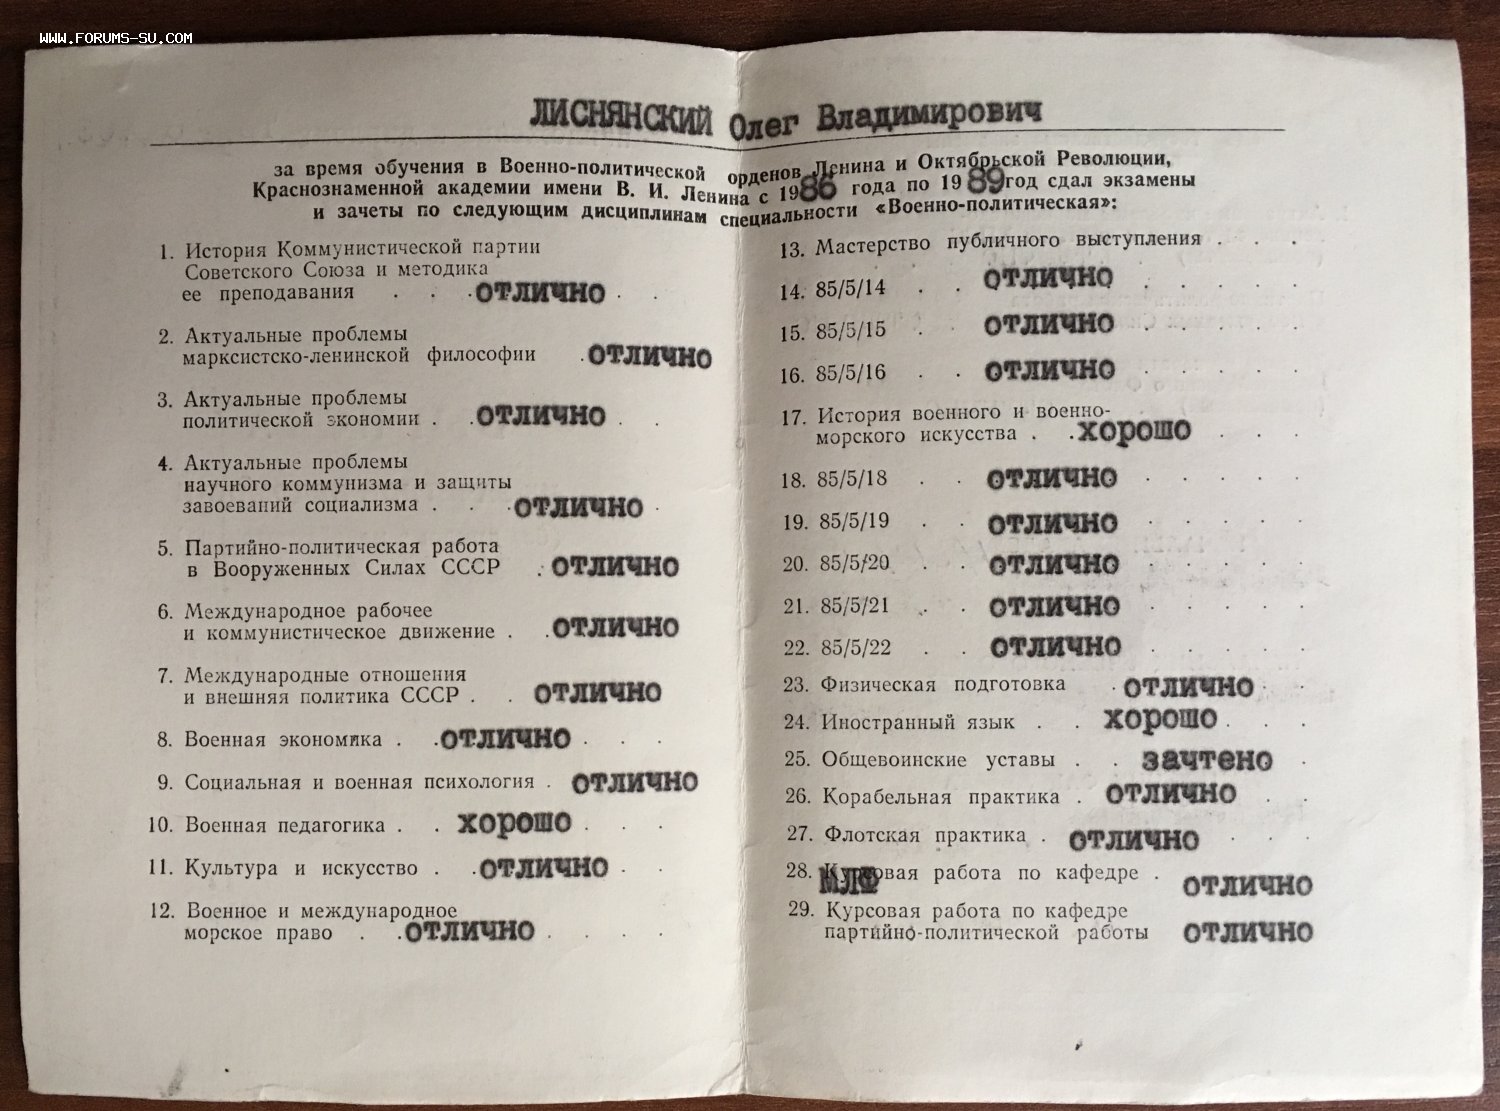 WWW.FORUMS-SU.COM
ЛИСНЯНСКИЙ Олег Владимирович
за время обучения в Военно-политической орденов Ленина и Октябрьской Революции,
Краснознаменной академии имени В. И. Ленина с 1986 года по 1989 год сдал экзамены
и зачеты по следующим дисциплинам специальности «Военно-политическая»:
1. История Коммунистической партии
Советского Союза и методика
ее преподавания . . . отлично . .
2. Актуальные проблемы
марксистско-ленинской философии . отлично
3. Актуальные проблемы
политической экономии . . отлично . .
4. Актуальные проблемы
научного коммунизма и защиты
завоеваний социализма . . . отлично .
5. Партийно-политическая работа
в Вооруженных Силах СССР . отлично
6. Международное рабочее
и коммунистическое движение . . отлично
7. Международные отношения
и внешняя политика СССР . . отлично
8. Военная экономика . . отлично . . .
9. Социальная и военная психология . отлично
10. Военная педагогика . . хорошо . . .
11. Культура и искусство . . отлично . .
12. Военное и международное
морское право . . отлично . . . .
13. Мастерство публичного выступления . . .
отлично
14. 85/5/14 . . . . . . .
15. 85/5/15 . . отлично . . . . .
16. 85/5/16 . . отлично . . . . .
17. История военного и военно-
морского искусства . . хорошо . . .
18. 85/5/18 . . отлично . . . . .
19. 85/5/19 . . отлично . . . . .
20. 85/5/20 . . отлично . . . . .
21. 85/5/21 . . отлично . . . . .
22. 85/5/22 . . отлично . . . . .
23. Физическая подготовка . отлично . .
24. Иностранный язык . . хорошо . . .
25. Общевоинские уставы . . зачтено .
26. Корабельная практика . отлично . .
27. Флотская практика . отлично . . .
28. Курсовая работа по кафедре . отлично
МЛФ
29. Курсовая работа по кафедре
партийно-политической работы отлично